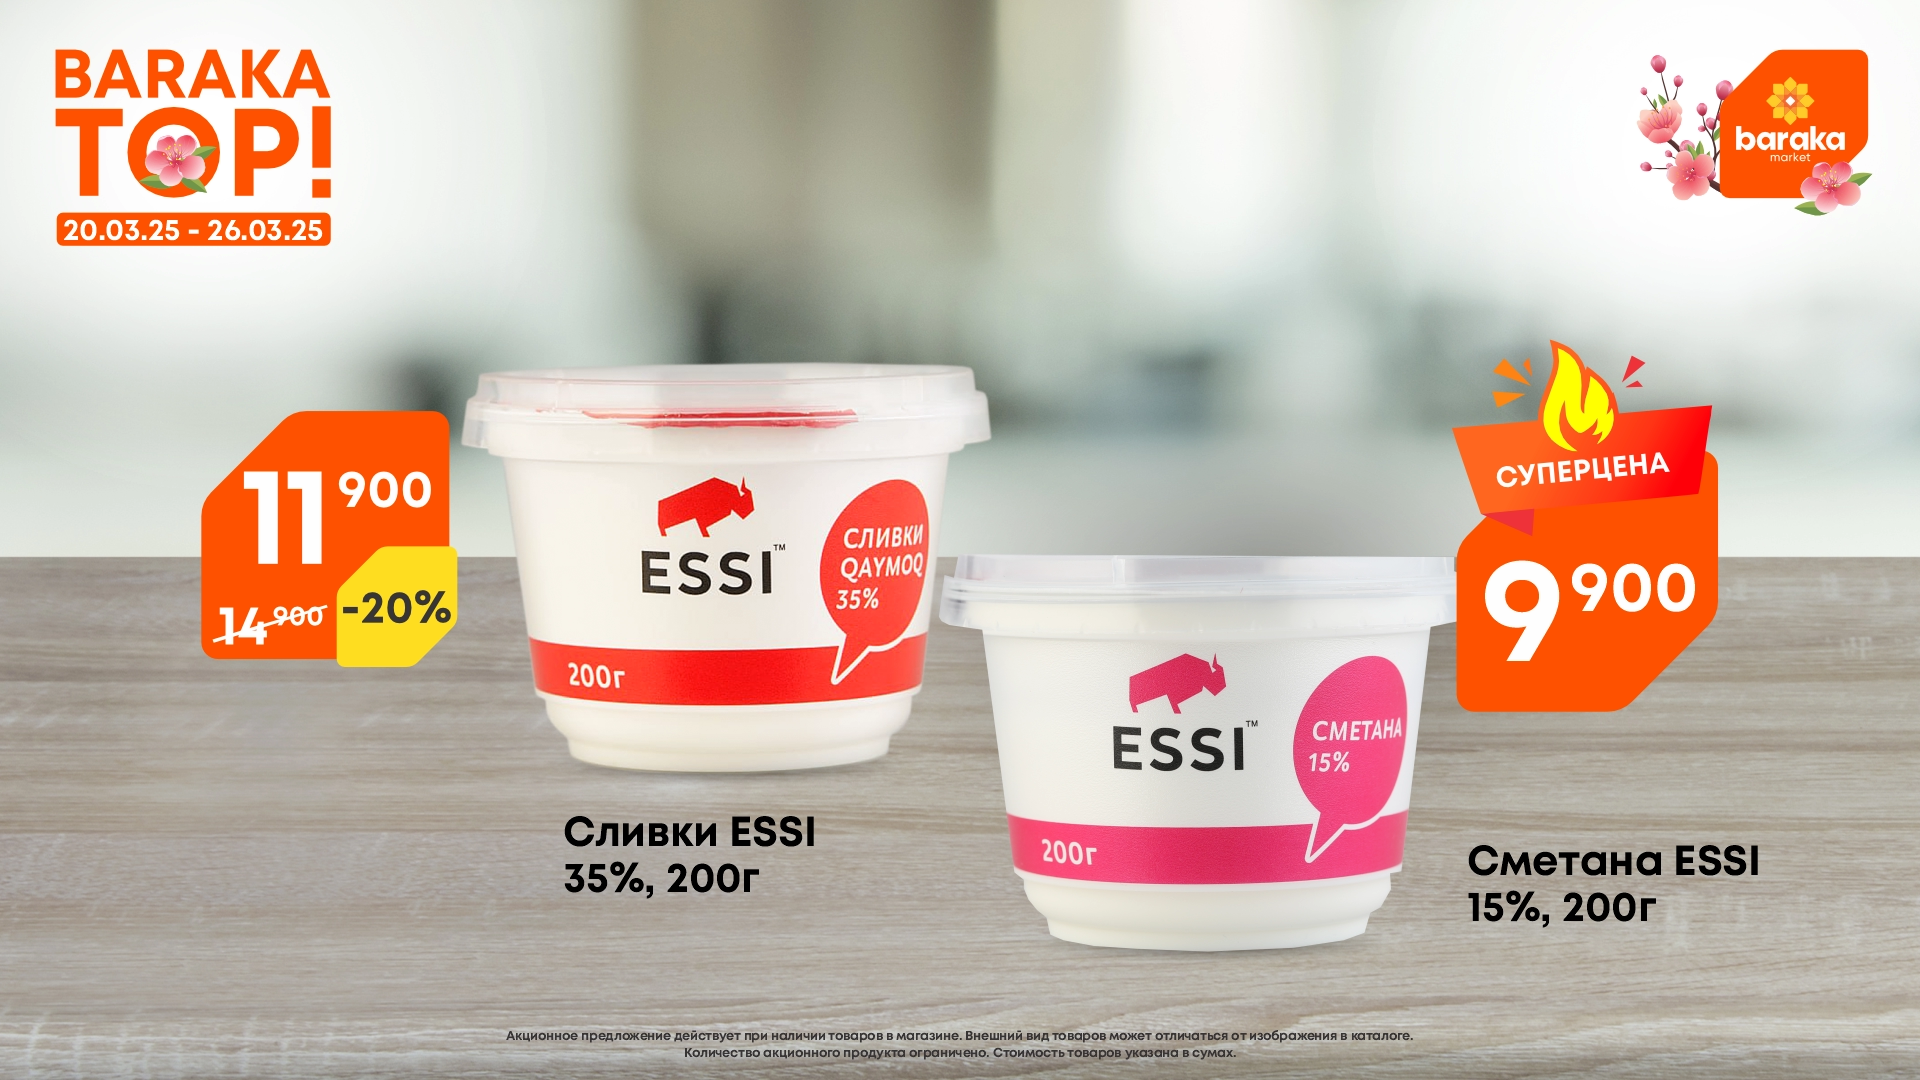 BARAKA
TOP!
20.03.25 - 26.03.25
baraka
market
11 900
14 900
-20%
ESSI™
СЛИВКИ
QAYMOQ
35%
200г
Сливки ESSI
35%, 200г
СУПЕРЦЕНА
9 900
ESSI™
СМЕТАНА
15%
200г
Сметана ESSI
15%, 200г
Акционное предложение действует при наличии товаров в магазине. Внешний вид товаров может отличаться от изображения в каталоге.
Количество акционного продукта ограничено. Стоимость товаров указана в сумах.